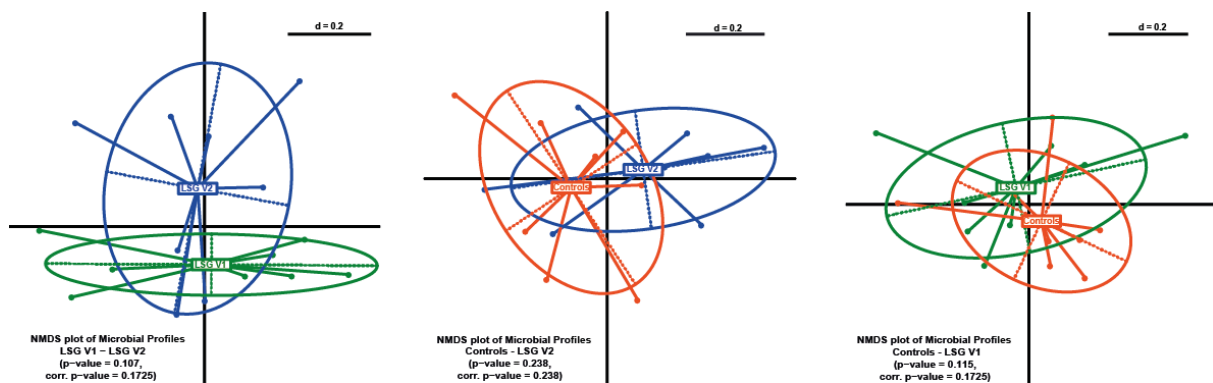 d = 0.2
LSG V2
LSG V1
NMDS plot of Microbial Profiles
LSG V1 − LSG V2
(p−value = 0.107,
corr. p−value = 0.1725)
d = 0.2
LSG V2
Controls
NMDS plot of Microbial Profiles
Controls - LSG V2
(p−value = 0.238,
corr. p−value = 0.238)
d = 0.2
LSG V1
Controls
NMDS plot of Microbial Profiles
Controls - LSG V1
(p−value = 0.115,
corr. p−value = 0.1725)